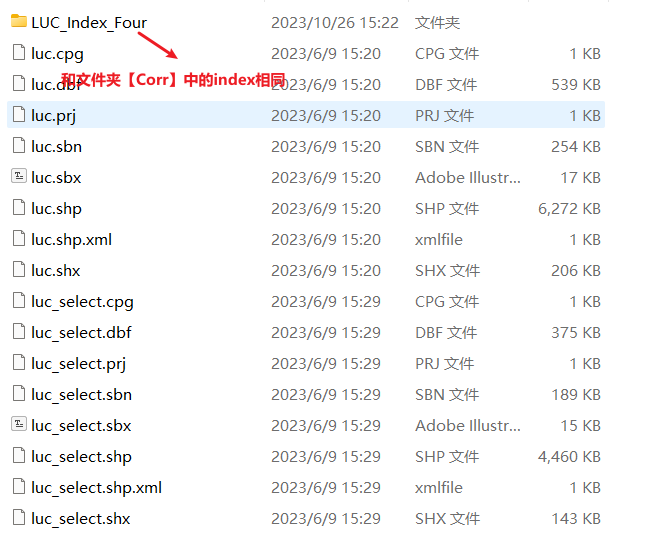 LUC_Index_Four 2023/10/26 15:22 文件夹
luc.cpg 2023/6/9 15:20 CPG 文件 1 KB
luc.dbf 2023/6/9 15:20 DBF 文件 539 KB
和文件夹【Corr】中的index相同
luc.prj 2023/6/9 15:20 PRJ 文件 1 KB
luc.sbn 2023/6/9 15:20 SBN 文件 254 KB
luc.sbx 2023/6/9 15:20 Adobe Illustr... 17 KB
luc.shp 2023/6/9 15:20 SHP 文件 6,272 KB
luc.shp.xml 2023/6/9 15:20 xmlfile 1 KB
luc.shx 2023/6/9 15:20 SHX 文件 206 KB
luc_select.cpg 2023/6/9 15:29 CPG 文件 1 KB
luc_select.dbf 2023/6/9 15:29 DBF 文件 375 KB
luc_select.prj 2023/6/9 15:29 PRJ 文件 1 KB
luc_select.sbn 2023/6/9 15:29 SBN 文件 189 KB
luc_select.sbx 2023/6/9 15:29 Adobe Illustr... 15 KB
luc_select.shp 2023/6/9 15:29 SHP 文件 4,460 KB
luc_select.shp.xml 2023/6/9 15:29 xmlfile 1 KB
luc_select.shx 2023/6/9 15:29 SHX 文件 143 KB